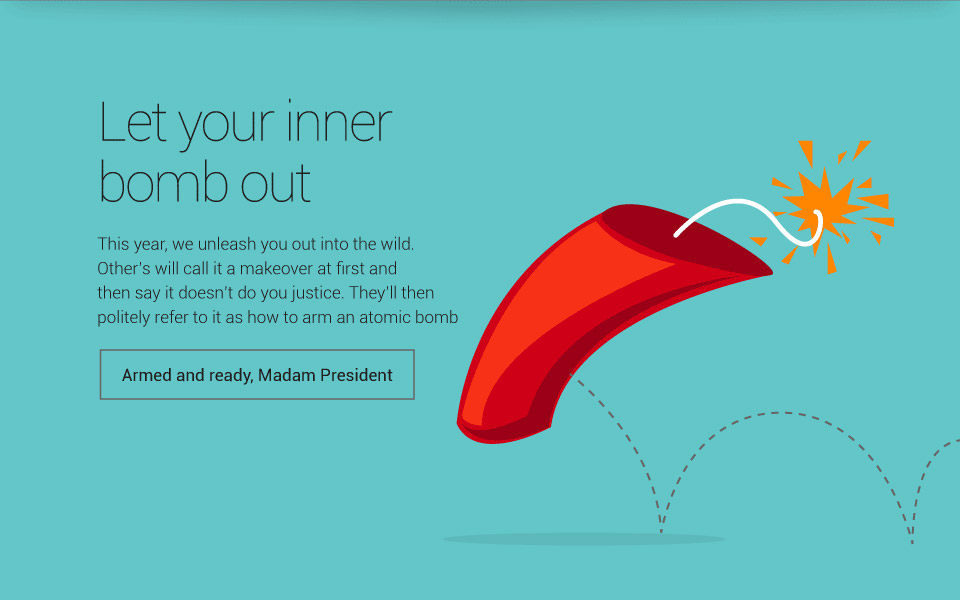 Let your inner
bomb out
This year, we unleash you out into the wild.
Other's will call it a makeover at first and
then say it doesn't do you justice. They'll then
politely refer to it as how to arm an atomic bomb
Armed and ready, Madam President